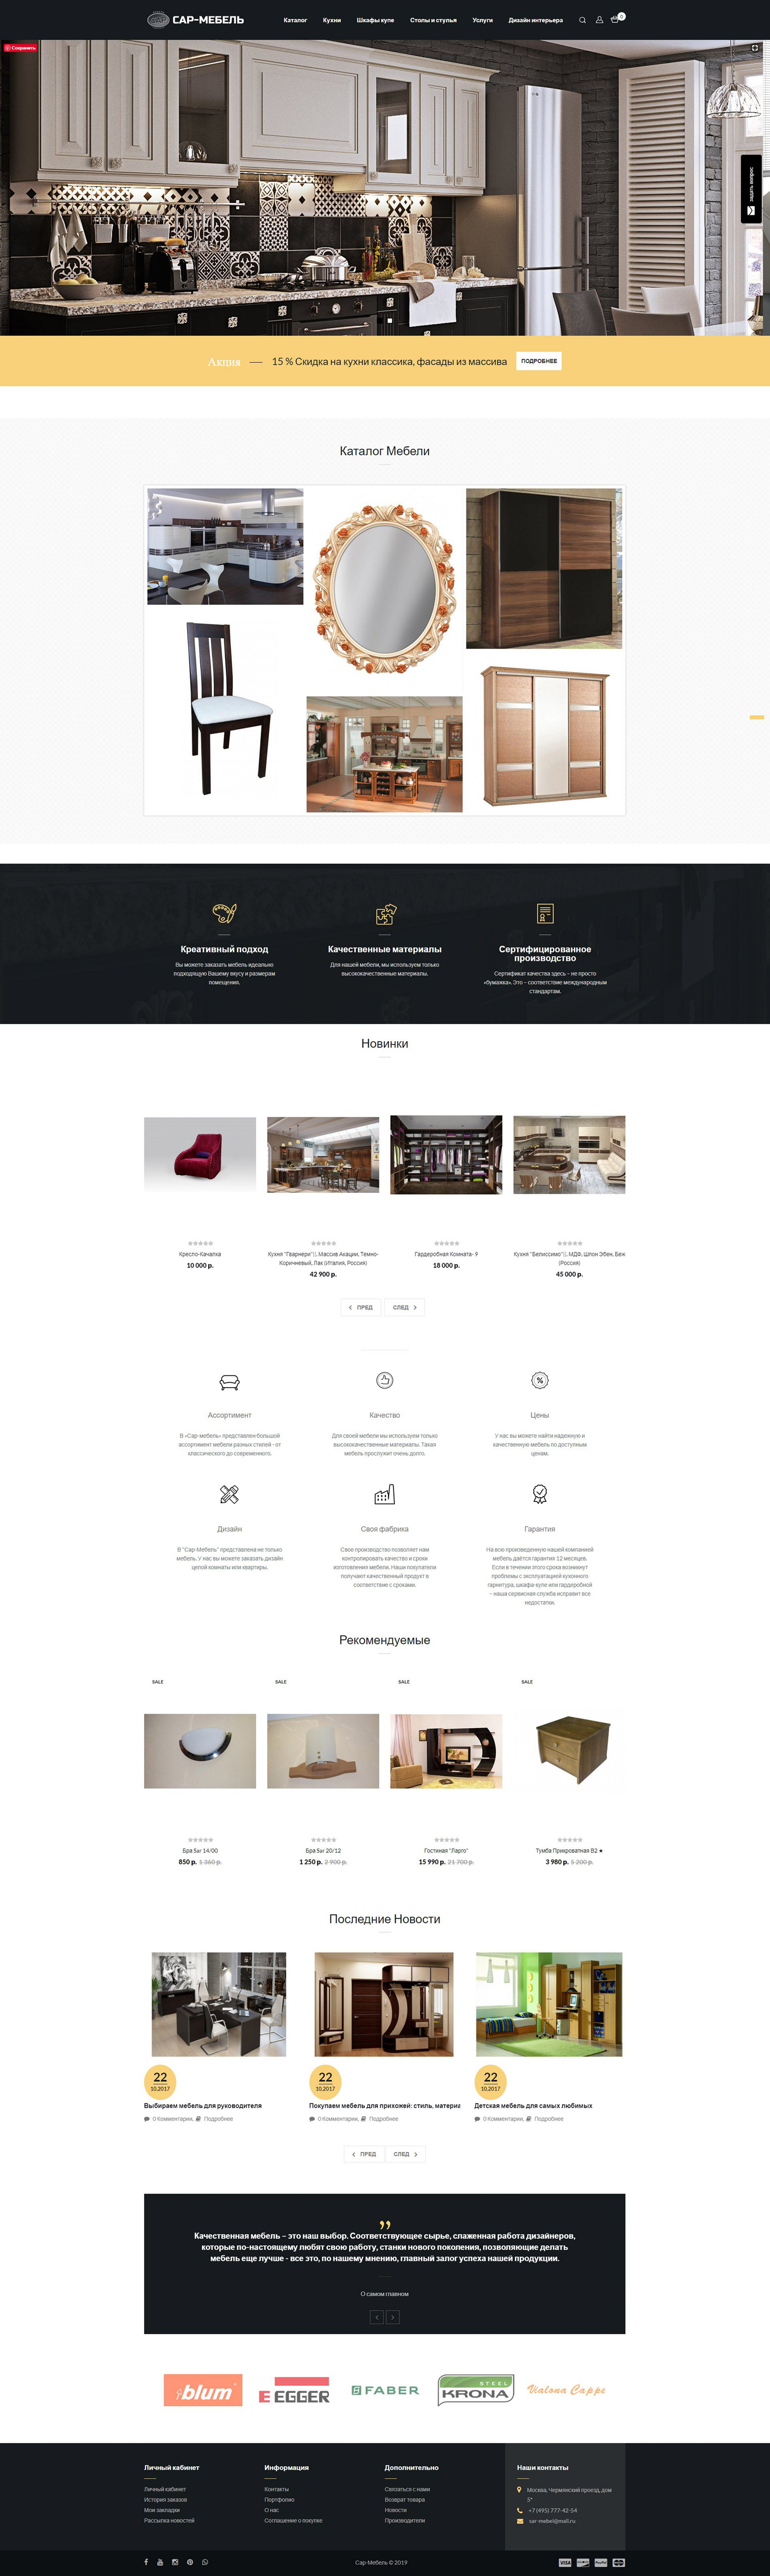 САР-МЕБЕЛЬ
Каталог Кухни Шкафы купе Столы и стулья Услуги Дизайн интерьера 0
Сохранить
задать вопрос
Акция 15 % Скидка на кухни классика, фасады из массива ПОДРОБНЕЕ
Каталог Мебели
Креативный подход
Вы можете заказать мебель идеально
подходящую Вашему вкусу и размерам
помещения.
Качественные материалы
Для нашей мебели, мы используем только
высококачественные материалы.
Сертифицированное
производство
Сертификат качества здесь – не просто
«бумажка». Это – соответствие международным
стандартам.
Новинки
Кресло-Качалка
10 000 р.
Кухня "Гварнери"||. Массив Акации, Темно-
Коричневый, Лак (Италия, Россия)
42 900 р.
Гардеробная Комната- 9
18 000 р.
Кухня "Белиссимо"||, МДФ, Шпон Эбен, Беж
(Россия)
45 000 р.
ПРЕД СЛЕД
Ассортимент
В «Сар-мебель» представлен большой
ассортимент мебели разных стилей - от
классического до современного.
Качество
Для своей мебели мы используем только
высококачественные материалы. Такая
мебель прослужит очень долго.
Цены
У нас вы можете найти надежную и
качественную мебель по доступным
ценам.
Дизайн
В "Сар-Мебель" представлена не только
мебель. У нас вы можете заказать дизайн
целой комнаты или квартиры.
Своя фабрика
Свое производство позволяет нам
контролировать качество и сроки
изготовления мебели. Наши покупатели
получают качественный продукт в
соответствие с сроками.
Гарантия
На всю произведенную нашей компанией
мебель даётся гарантия 12 месяцев.
Если в течении этого срока возникнут
проблемы с эксплуатацией кухонного
гарнитура, шкафа-купе или гардеробной
– наша сервисная служба исправит все
недостатки.
Рекомендуемые
SALE SALE SALE SALE
Бра Sar 14/00
850 р. 1 360 р.
Бра Sar 20/12
1 250 р. 2 900 р.
Гостиная "Ларго"
15 990 р. 21 700 р.
Тумба Прикроватная В2 ★
3 980 р. 5 200 р.
Последние Новости
22
10.2017
Выбираем мебель для руководителя
0 Комментарии, Подробнее
22
10.2017
Покупаем мебель для прихожей: стиль, материа
0 Комментарии, Подробнее
22
10.2017
Детская мебель для самых любимых
0 Комментарии, Подробнее
ПРЕД СЛЕД
Качественная мебель – это наш выбор. Соответствующее сырье, слаженная работа дизайнеров,
которые по-настоящему любят свою работу, станки нового поколения, позволяющие делать
мебель еще лучше - все это, по нашему мнению, главный залог успеха нашей продукции.
О самом главном
blum
EGGER
FABER
STEEL
KRONA
Vialona Cappe
Личный кабинет
Личный кабинет
История заказов
Мои закладки
Рассылка новостей
Информация
Контакты
Портфолио
О нас
Соглашение о покупке
Дополнительно
Связаться с нами
Возврат товара
Новости
Производители
Наши контакты
Москва, Чермянский проезд, дом
5*
+7 (495) 777-42-54
sar-mebel@mail.ru
Сар-Мебель © 2019
VISA